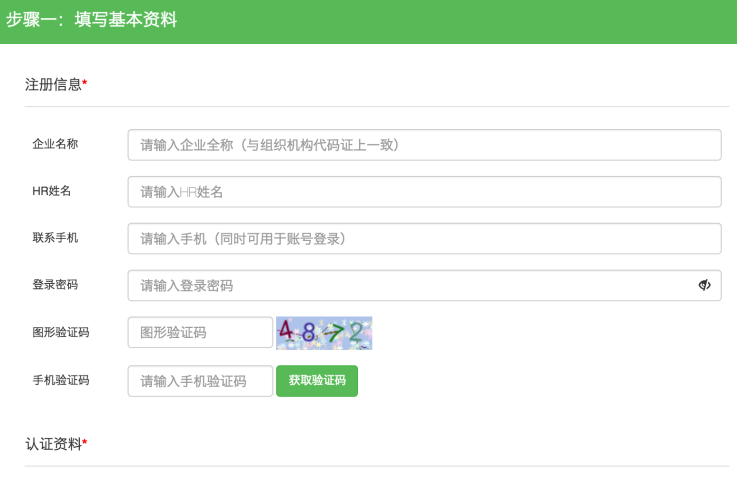 步骤一：填写基本资料
注册信息*
企业名称 请输入企业全称（与组织机构代码证上一致）
HR姓名 请输入HR姓名
联系手机 请输入手机（同时可用于账号登录）
登录密码 请输入登录密码
图形验证码 图形验证码
手机验证码 请输入手机验证码 获取验证码
认证资料*